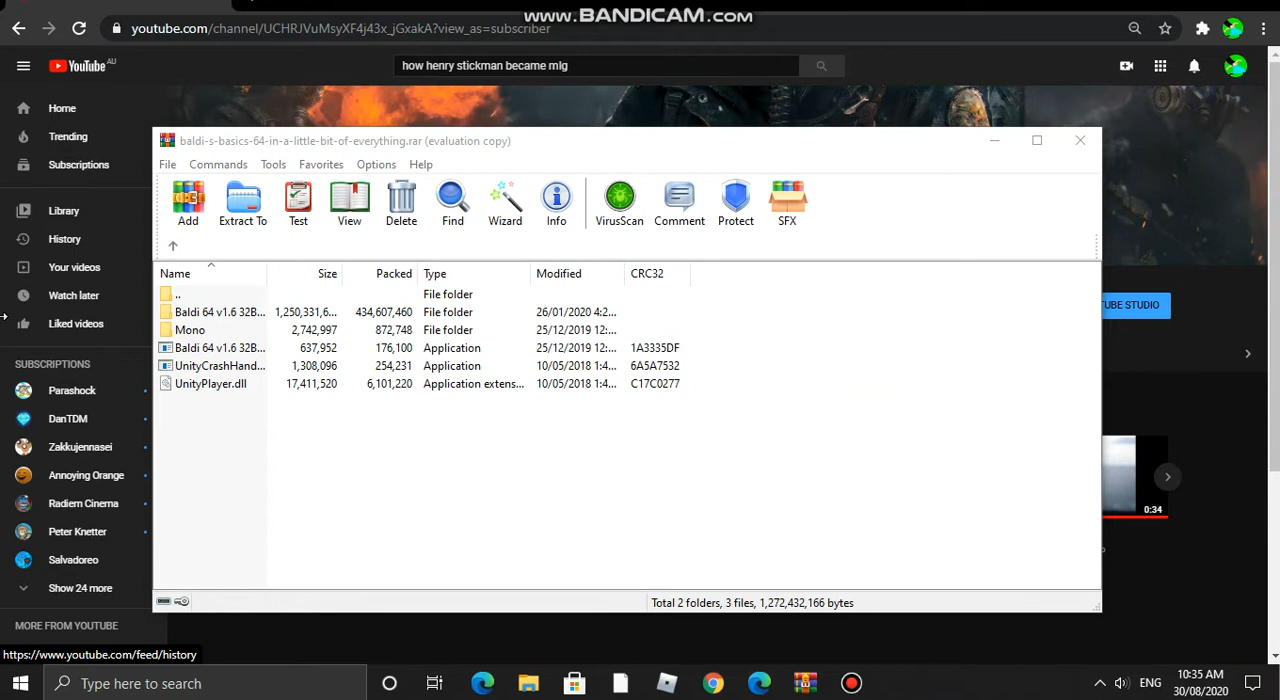 www.BANDICAM.com
youtube.com/channel/UCHRJVuMsyXF4j43x_jGxakA?view_as=subscriber
YouTube AU
how henry stickman became mlg
Home
Trending
Subscriptions
Library
History
Your videos
Watch later
Liked videos
SUBSCRIPTIONS
Parashock
DanTDM
Zakkujennasei
Annoying Orange
Radiem Cinema
Peter Knetter
Salvadoreo
Show 24 more
MORE FROM YOUTUBE
https://www.youtube.com/feed/history
baldi-s-basics-64-in-a-little-bit-of-everything.rar (evaluation copy)
File Commands Tools Favorites Options Help
Add Extract To Test View Delete Find Wizard Info VirusScan Comment Protect SFX
Name Size Packed Type Modified CRC32
.. File folder
Baldi 64 v1.6 32B... 1,250,331,6... 434,607,460 File folder 26/01/2020 4:2...
Mono 2,742,997 872,748 File folder 25/12/2019 12:...
Baldi 64 v1.6 32B... 637,952 176,100 Application 25/12/2019 12:... 1A3335DF
UnityCrashHand... 1,308,096 254,231 Application 10/05/2018 1:4... 6A5A7532
UnityPlayer.dll 17,411,520 6,101,220 Application extens... 10/05/2018 1:4... C17C0277
Total 2 folders, 3 files, 1,272,432,166 bytes
TUBE STUDIO
0:34
Type here to search
ENG
10:35 AM
30/08/2020